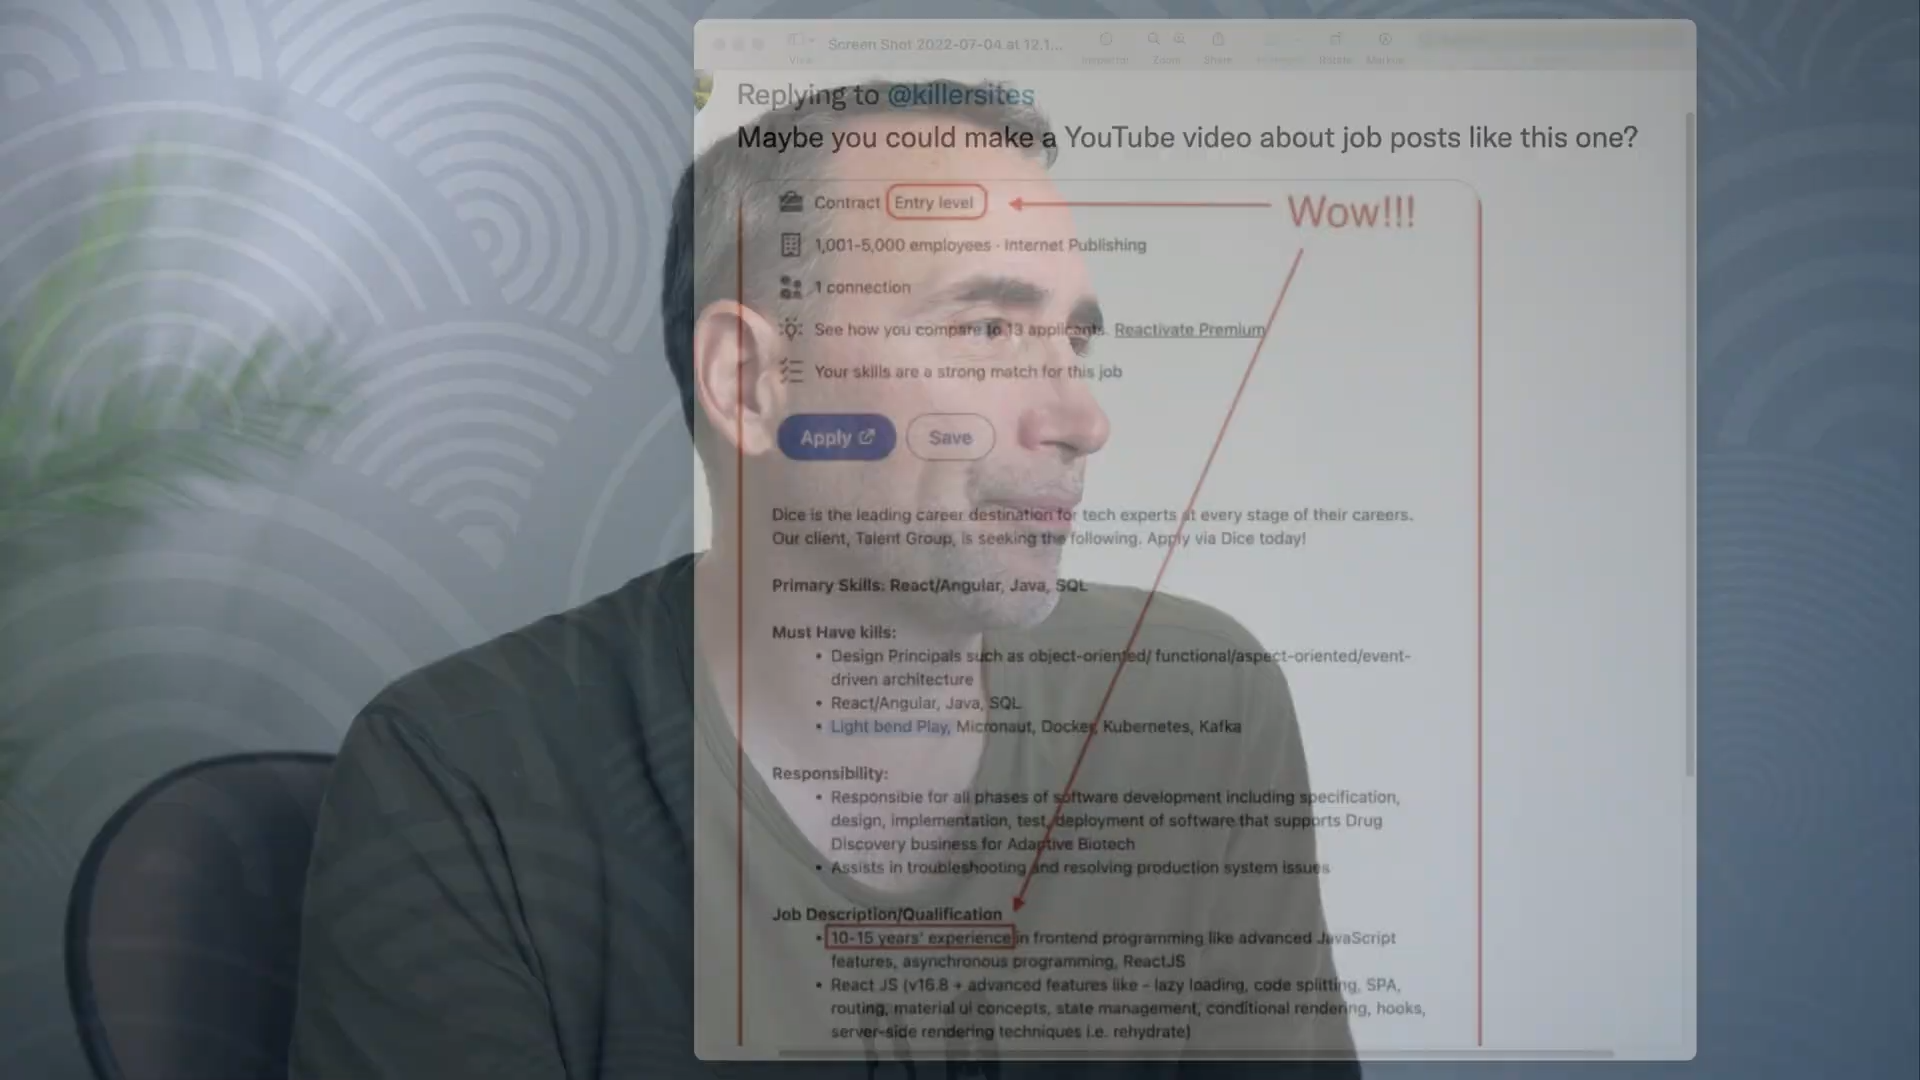 Screen Shot 2022-07-04 at 12.1...
Zoom
Share
Rotate
Replying to @killersites
Maybe you could make a YouTube video about job posts like this one?
Contract Entry level
Wow!!!
1,001-5,000 employees · Internet Publishing
1 connection
See how you compare to 13 applicants. Reactivate Premium
Your skills are a strong match for this job
Apply
Save
Dice is the leading career destination for tech experts at every stage of their careers.
Our client, Talent Group, is seeking the following. Apply via Dice today!
Primary Skills: React/Angular, Java, SQL
Must Have kills:
• Design Principals such as object-oriented/ functional/aspect-oriented/event-
driven architecture
• React/Angular, Java, SQL
• Light bend Play, Micronaut, Docker, Kubernetes, Kafka
Responsibility:
• Responsible for all phases of software development including specification,
design, implementation, test, deployment of software that supports Drug
Discovery business for Adaptive Biotech
• Assists in troubleshooting and resolving production system issues
Job Description/Qualification
• 10-15 years' experience in frontend programming like advanced JavaScript
features, asynchronous programming, ReactJS
• React JS (v16.8 + advanced features like - lazy loading, code splitting, SPA,
routing, material ui concepts, state management, conditional rendering, hooks,
server-side rendering techniques i.e. rehydrate)